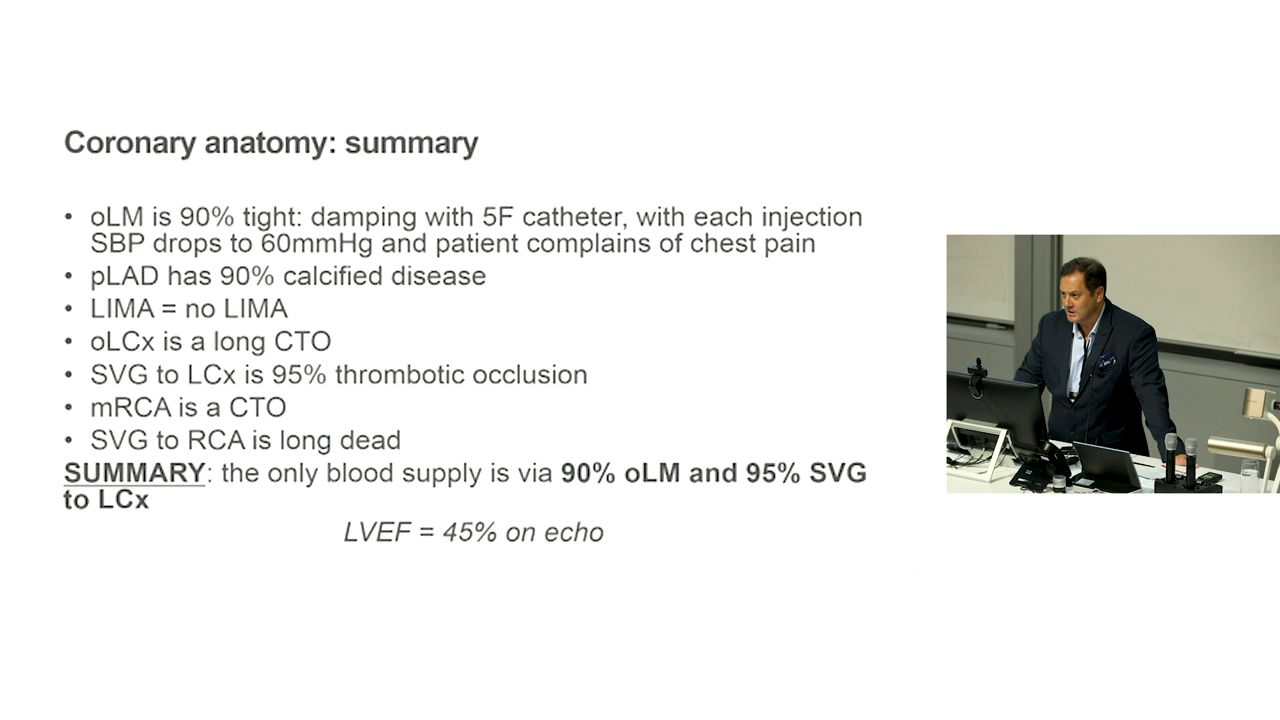 Coronary anatomy: summary
• oLM is 90% tight: damping with 5F catheter, with each injection
SBP drops to 60mmHg and patient complains of chest pain
• pLAD has 90% calcified disease
• LIMA = no LIMA
• oLCx is a long CTO
• SVG to LCx is 95% thrombotic occlusion
• mRCA is a CTO
• SVG to RCA is long dead
SUMMARY: the only blood supply is via 90% oLM and 95% SVG
to LCx
LVEF = 45% on echo